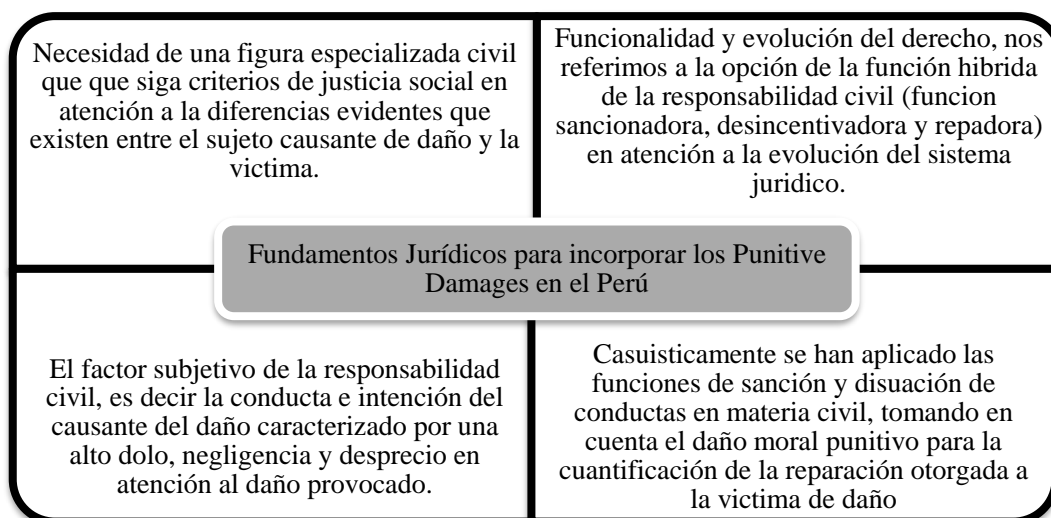 Necesidad de una figura especializada civil
que que siga criterios de justicia social en
atención a la diferencias evidentes que
existen entre el sujeto causante de daño y la
victima.
Funcionalidad y evolución del derecho, nos
referimos a la opción de la función hibrida
de la responsabilidad civil (funcion
sancionadora, desincentivadora y repadora)
en atención a la evolución del sistema
juridico.
Fundamentos Jurídicos para incorporar los Punitive
Damages en el Perú
El factor subjetivo de la responsabilidad
civil, es decir la conducta e intención del
causante del daño caracterizado por una
alto dolo, negligencia y desprecio en
atención al daño provocado.
Casuisticamente se han aplicado las
funciones de sanción y disuación de
conductas en materia civil, tomando en
cuenta el daño moral punitivo para la
cuantificación de la reparación otorgada a
la victima de daño